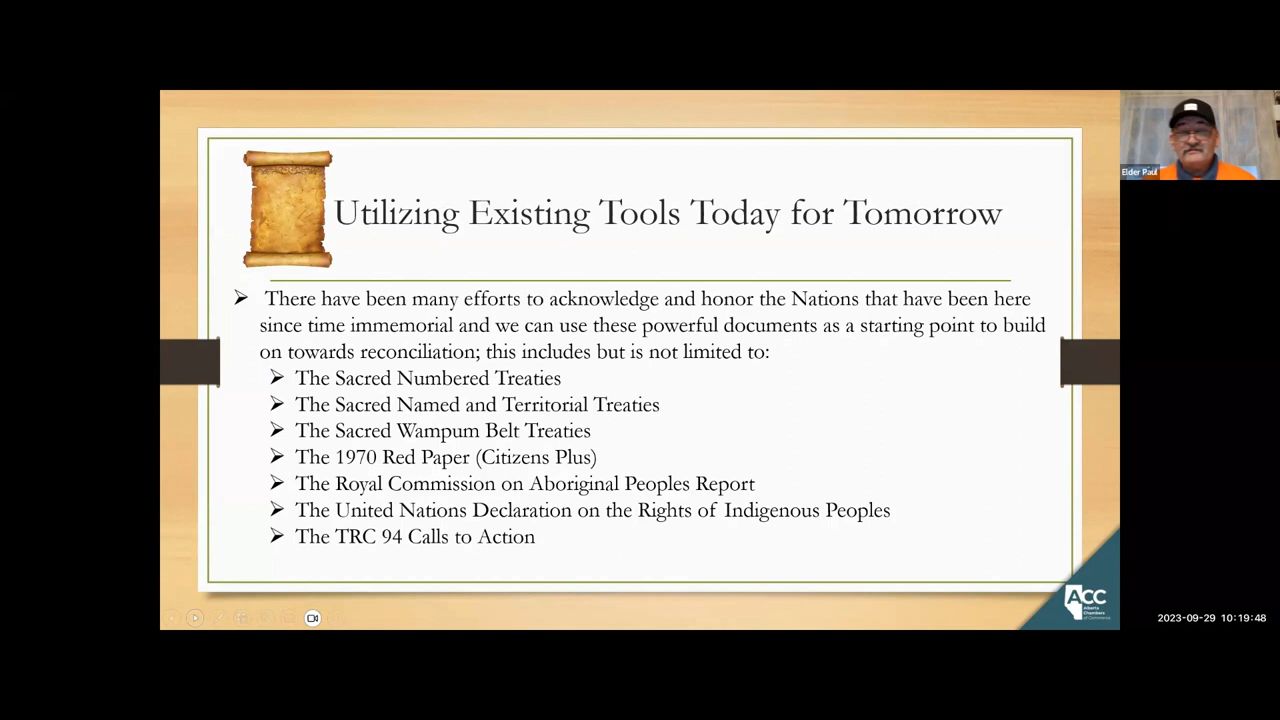 Utilizing Existing Tools Today for Tomorrow
There have been many efforts to acknowledge and honor the Nations that have been here
since time immemorial and we can use these powerful documents as a starting point to build
on towards reconciliation; this includes but is not limited to:
The Sacred Numbered Treaties
The Sacred Named and Territorial Treaties
The Sacred Wampum Belt Treaties
The 1970 Red Paper (Citizens Plus)
The Royal Commission on Aboriginal Peoples Report
The United Nations Declaration on the Rights of Indigenous Peoples
The TRC 94 Calls to Action
Elder Paul
ACC
Alberta
Chambers
of Commerce
2023-09-29 10:19:48